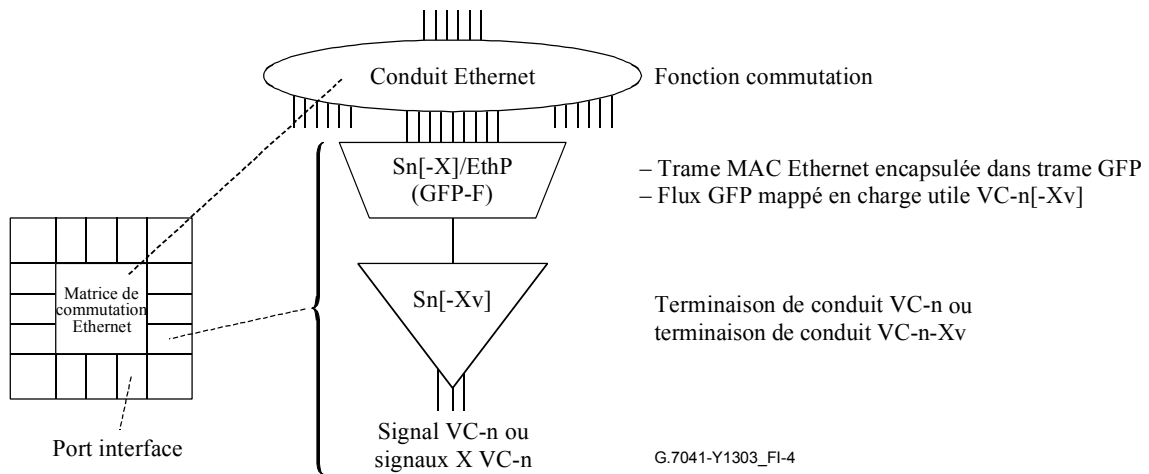 Conduit Ethernet
Fonction commutation
Sn[-X]/EthP
(GFP-F)
– Trame MAC Ethernet encapsulée dans trame GFP
– Flux GFP mappé en charge utile VC-n[-Xv]
Matrice de
commutation
Ethernet
Sn[-Xv]
Terminaison de conduit VC-n ou
terminaison de conduit VC-n-Xv
Port interface
Signal VC-n ou
signaux X VC-n
G.7041-Y1303_FI-4